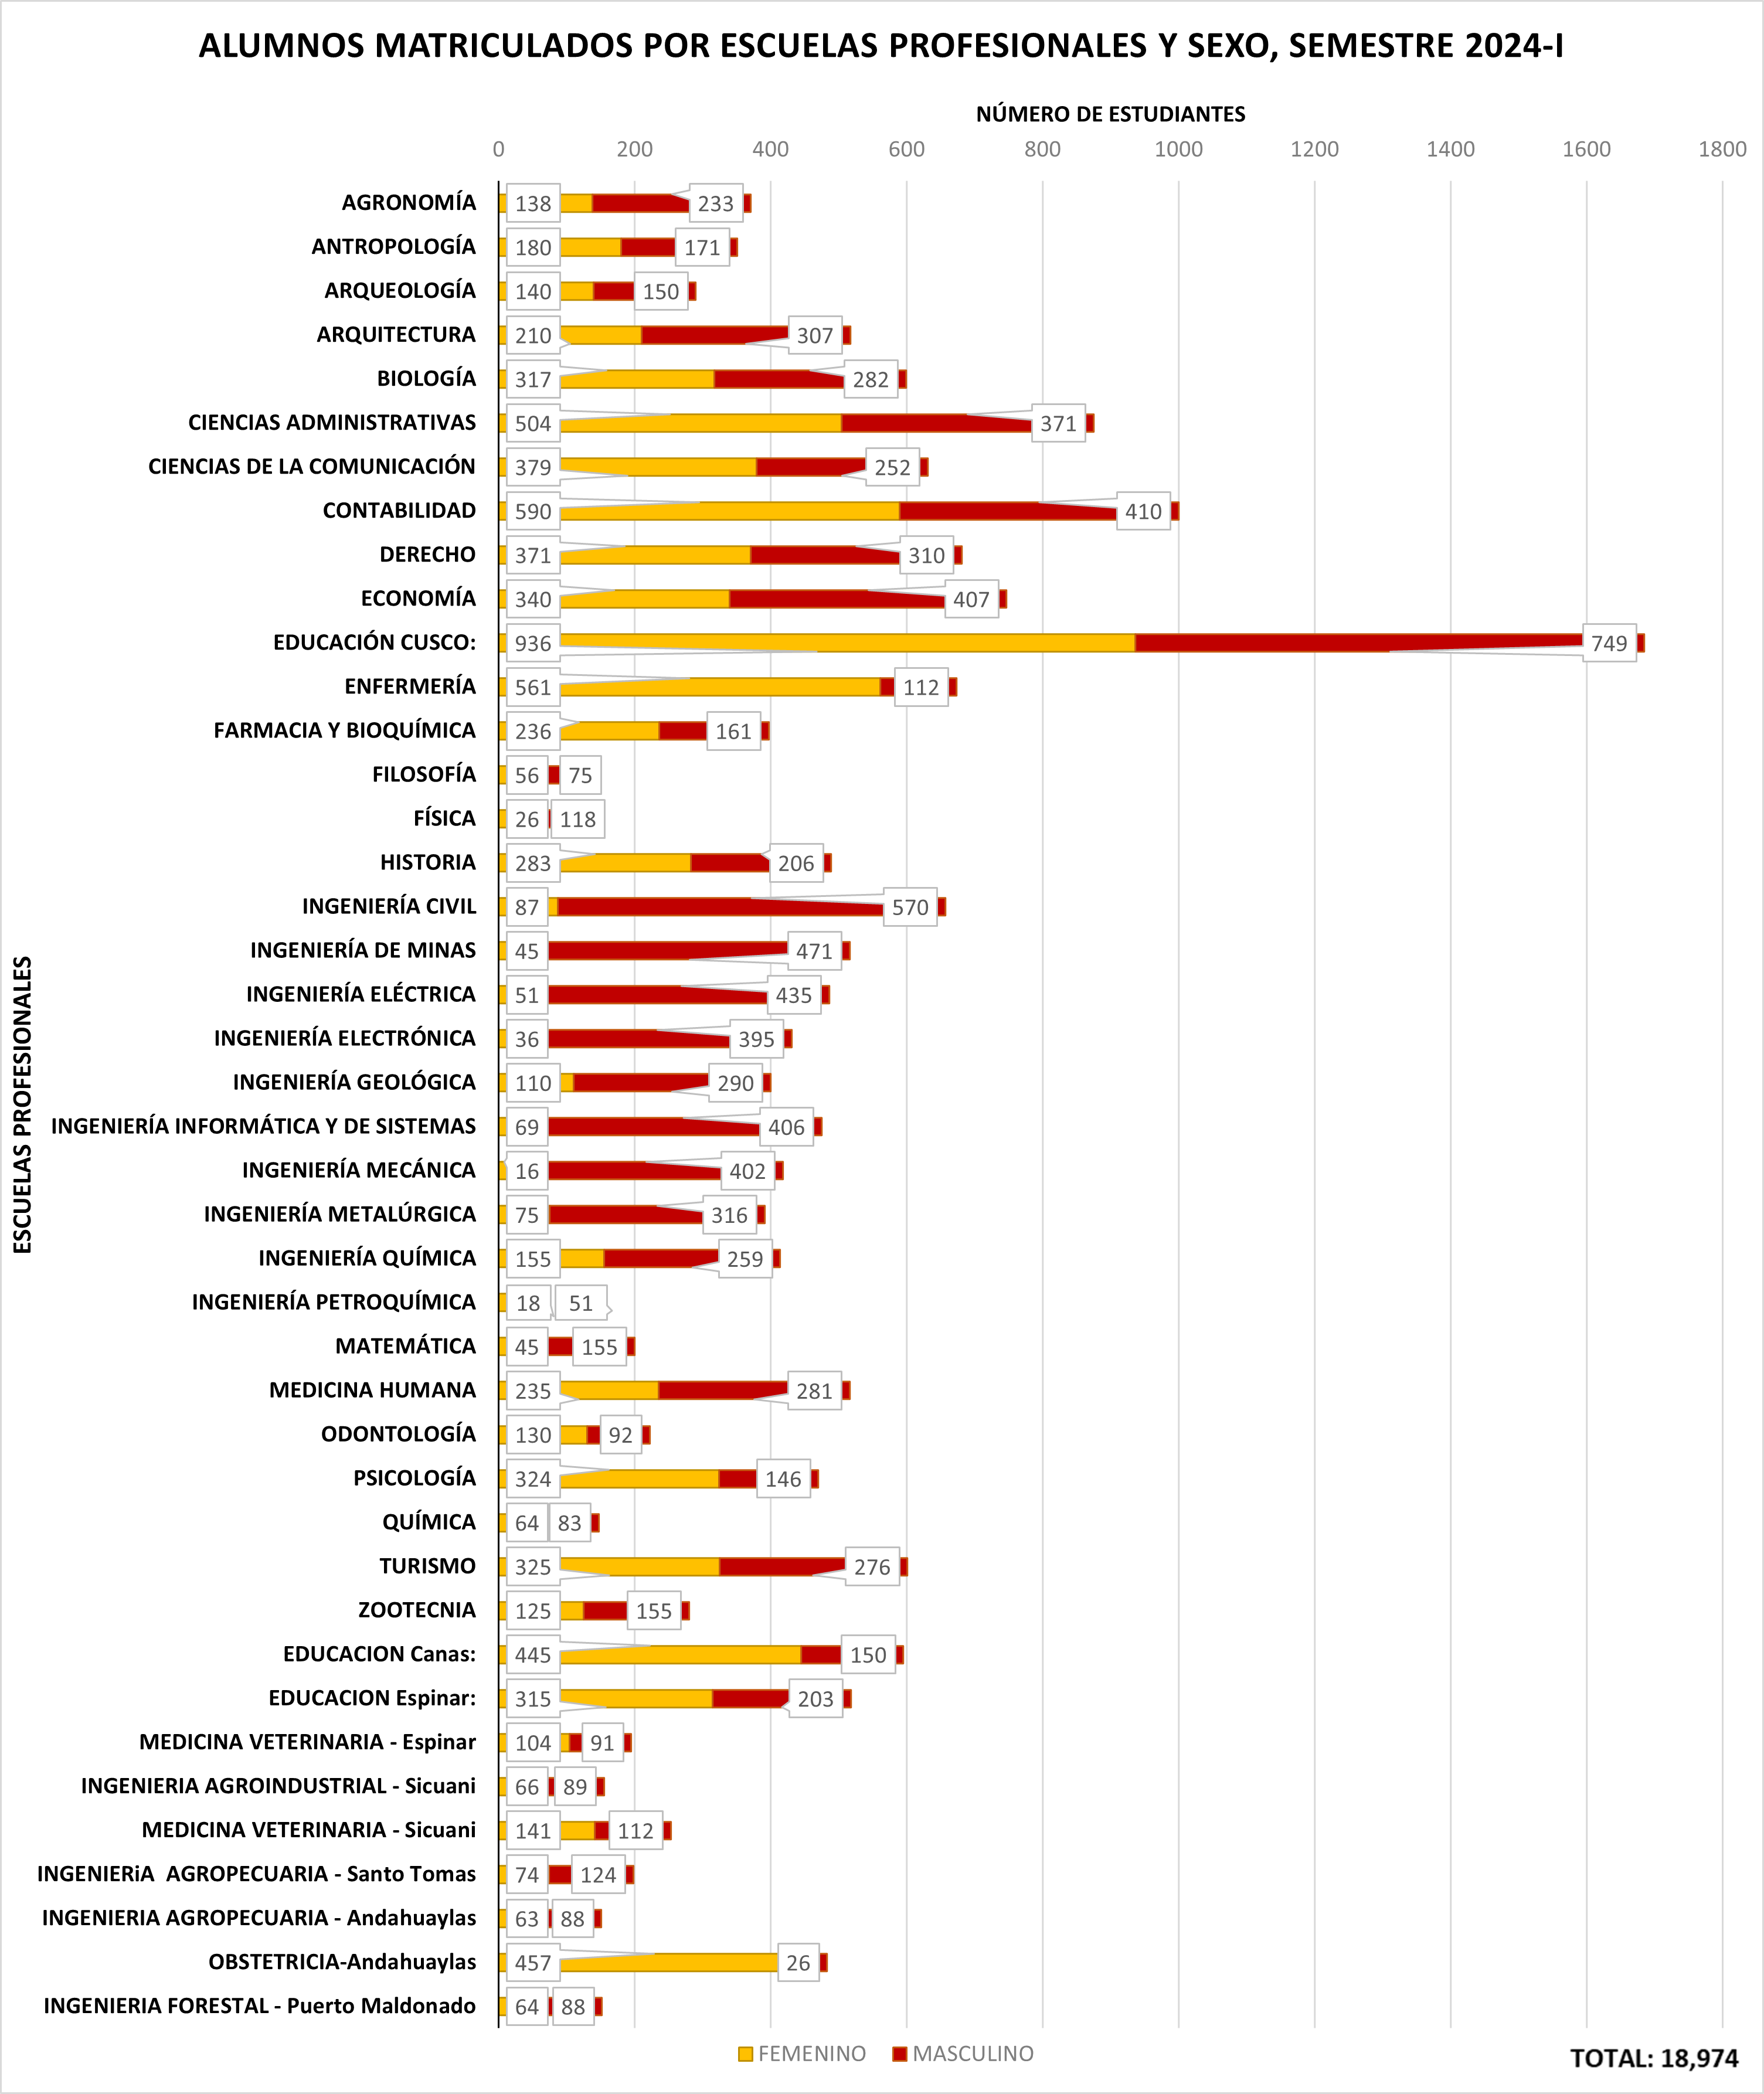 ALUMNOS MATRICULADOS POR ESCUELAS PROFESIONALES Y SEXO, SEMESTRE 2024-I
NÚMERO DE ESTUDIANTES
0 200 400 600 800 1000 1200 1400 1600 1800
ESCUELAS PROFESIONALES
AGRONOMÍA 138 233
ANTROPOLOGÍA 180 171
ARQUEOLOGÍA 140 150
ARQUITECTURA 210 307
BIOLOGÍA 317 282
CIENCIAS ADMINISTRATIVAS 504 371
CIENCIAS DE LA COMUNICACIÓN 379 252
CONTABILIDAD 590 410
DERECHO 371 310
ECONOMÍA 340 407
EDUCACIÓN CUSCO: 936 749
ENFERMERÍA 561 112
FARMACIA Y BIOQUÍMICA 236 161
FILOSOFÍA 56 75
FÍSICA 26 118
HISTORIA 283 206
INGENIERÍA CIVIL 87 570
INGENIERÍA DE MINAS 45 471
INGENIERÍA ELÉCTRICA 51 435
INGENIERÍA ELECTRÓNICA 36 395
INGENIERÍA GEOLÓGICA 110 290
INGENIERÍA INFORMÁTICA Y DE SISTEMAS 69 406
INGENIERÍA MECÁNICA 16 402
INGENIERÍA METALÚRGICA 75 316
INGENIERÍA QUÍMICA 155 259
INGENIERÍA PETROQUÍMICA 18 51
MATEMÁTICA 45 155
MEDICINA HUMANA 235 281
ODONTOLOGÍA 130 92
PSICOLOGÍA 324 146
QUÍMICA 64 83
TURISMO 325 276
ZOOTECNIA 125 155
EDUCACION Canas: 445 150
EDUCACION Espinar: 315 203
MEDICINA VETERINARIA - Espinar 104 91
INGENIERIA AGROINDUSTRIAL - Sicuani 66 89
MEDICINA VETERINARIA - Sicuani 141 112
INGENIERiA  AGROPECUARIA - Santo Tomas 74 124
INGENIERIA AGROPECUARIA - Andahuaylas 63 88
OBSTETRICIA-Andahuaylas 457 26
INGENIERIA FORESTAL - Puerto Maldonado 64 88
FEMENINO MASCULINO
TOTAL: 18,974